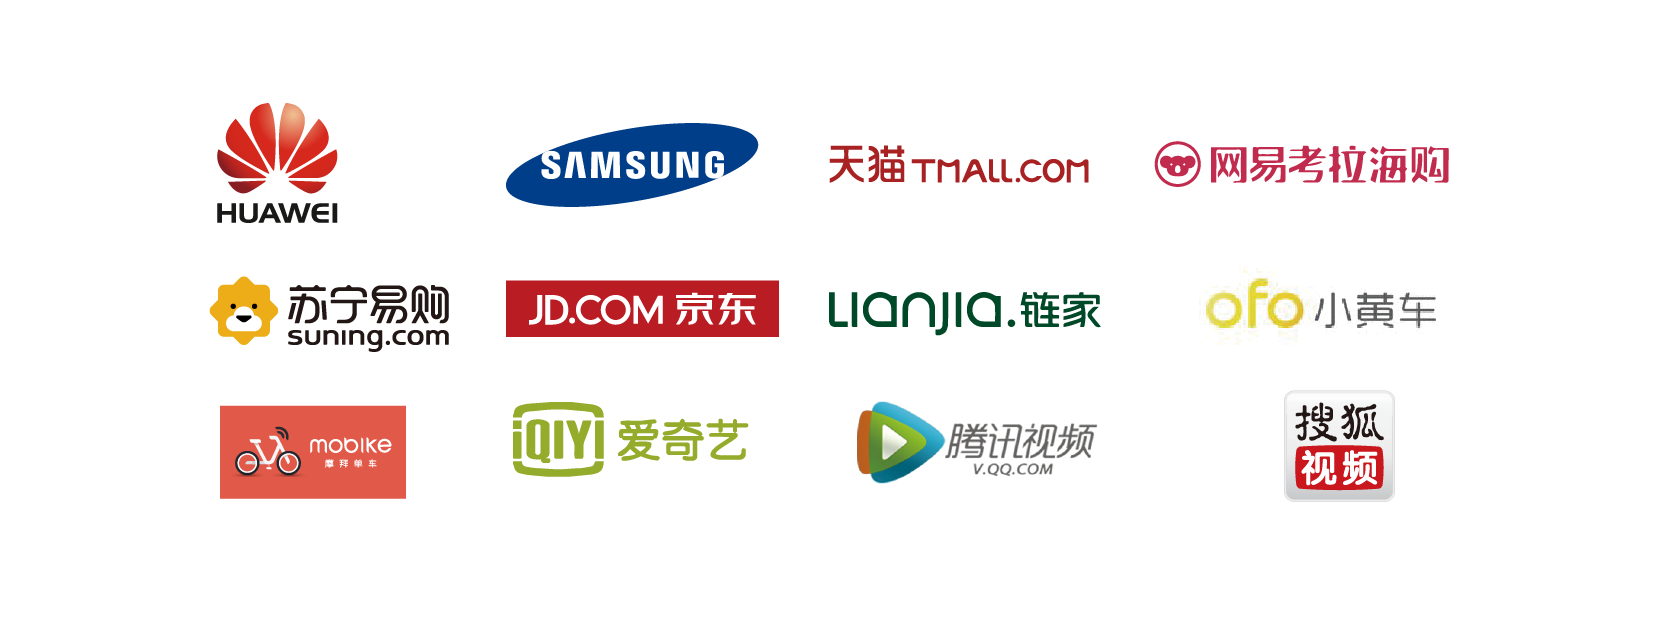 HUAWEI
SAMSUNG
天猫 TMALL.COM
网易考拉海购
苏宁易购
suning.com
JD.COM 京东
Lianjia.链家
ofo 小黄车
mobike
摩拜单车
iQIYI 爱奇艺
腾讯视频
V.QQ.COM
搜狐
视频